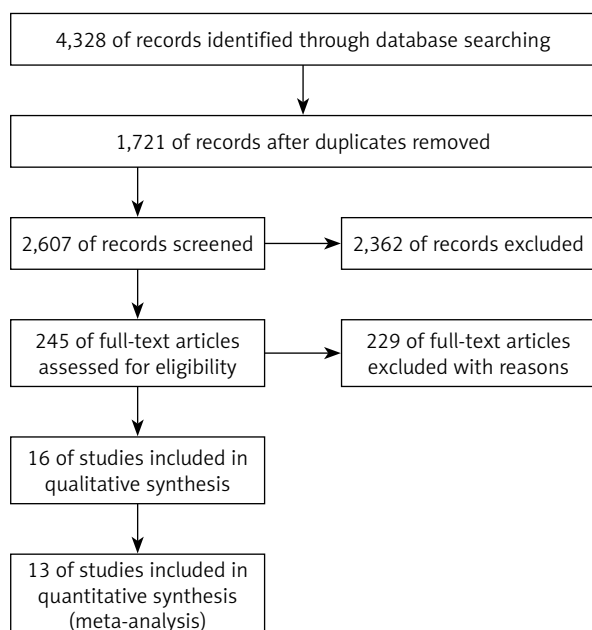 4,328 of records identified through database searching
1,721 of records after duplicates removed
2,607 of records screened
2,362 of records excluded
245 of full-text articles
assessed for eligibility
229 of full-text articles
excluded with reasons
16 of studies included in
qualitative synthesis
13 of studies included in
quantitative synthesis
(meta-analysis)